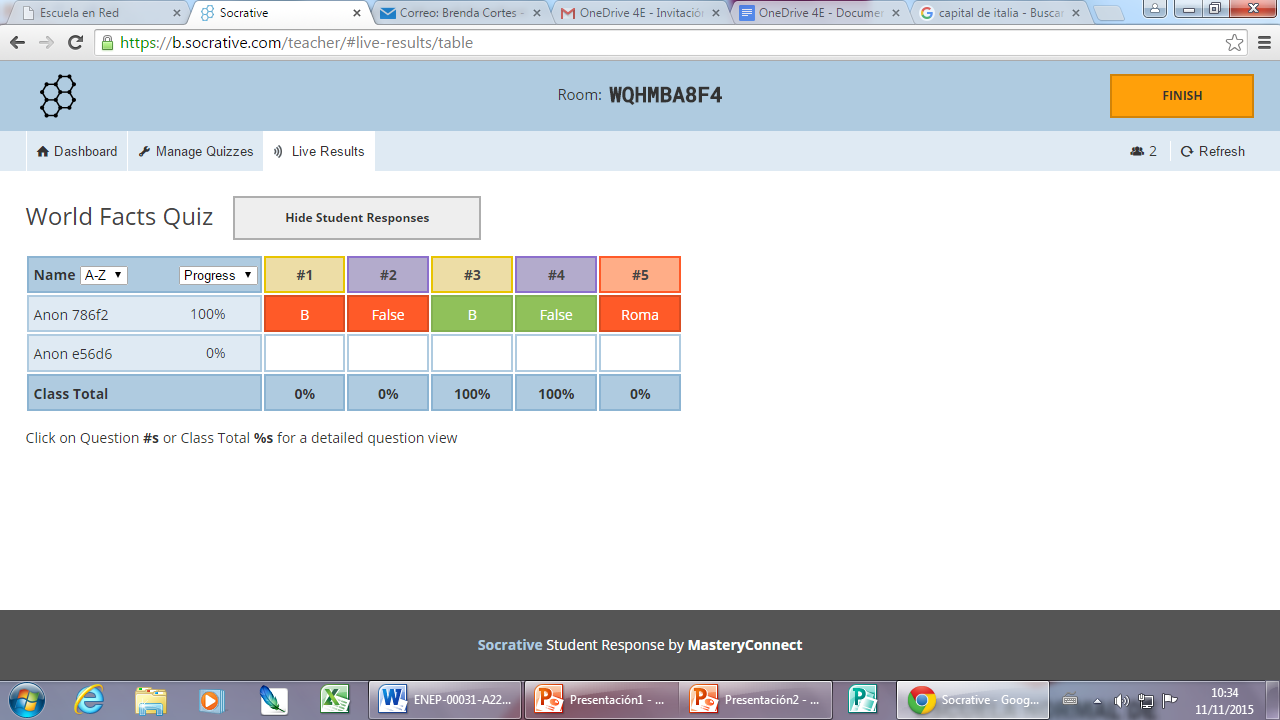 Escuela en Red
Socrative
Correo: Brenda Cortes -
OneDrive 4E - Invitació
OneDrive 4E - Documen
capital de italia - Busca
https://b.socrative.com/teacher/#live-results/table
Room: WQHMBA8F4
FINISH
Dashboard
Manage Quizzes
Live Results
2
Refresh
World Facts Quiz
Hide Student Responses
Name A-Z Progress #1 #2 #3 #4 #5
Anon 786f2 100% B False B False Roma
Anon e56d6 0%
Class Total 0% 0% 100% 100% 0%
Click on Question #s or Class Total %s for a detailed question view
Socrative Student Response by MasteryConnect
ENEP-00031-A22...
Presentación1 - ...
Presentación2 - ...
Socrative - Goog...
10:34
11/11/2015